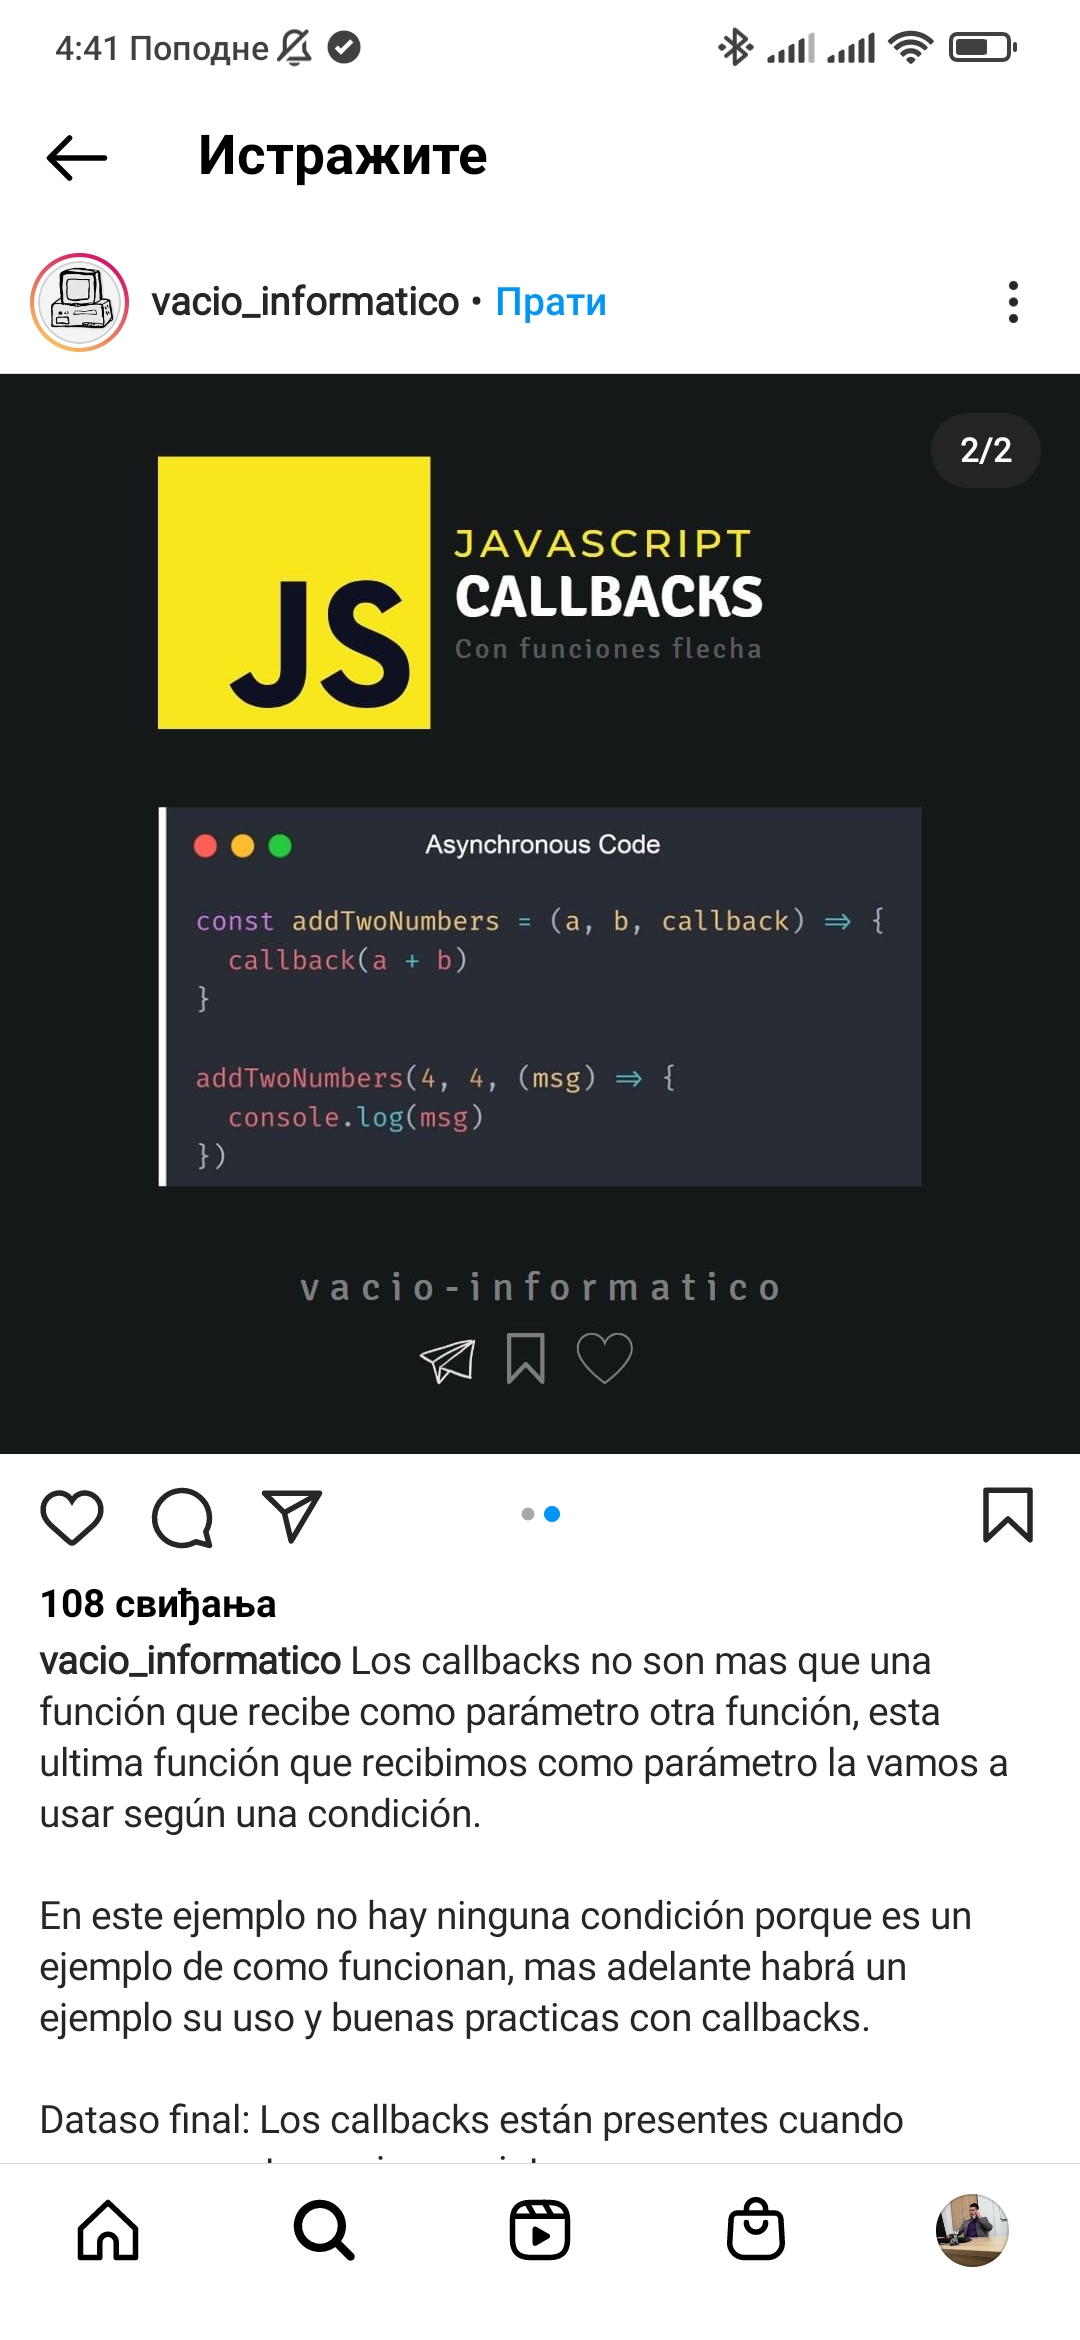 4:41 Поподне
Истражите
vacio_informatico • Прати
2/2
JS
JAVASCRIPT
CALLBACKS
Con funciones flecha
Asynchronous Code
const addTwoNumbers = (a, b, callback) => {
callback(a + b)
}
addTwoNumbers(4, 4, (msg) => {
console.log(msg)
})
vacio-informatico
108 свиђања
vacio_informatico Los callbacks no son mas que una
función que recibe como parámetro otra función, esta
ultima función que recibimos como parámetro la vamos a
usar según una condición.
En este ejemplo no hay ninguna condición porque es un
ejemplo de como funcionan, mas adelante habrá un
ejemplo su uso y buenas practicas con callbacks.
Dataso final: Los callbacks están presentes cuando